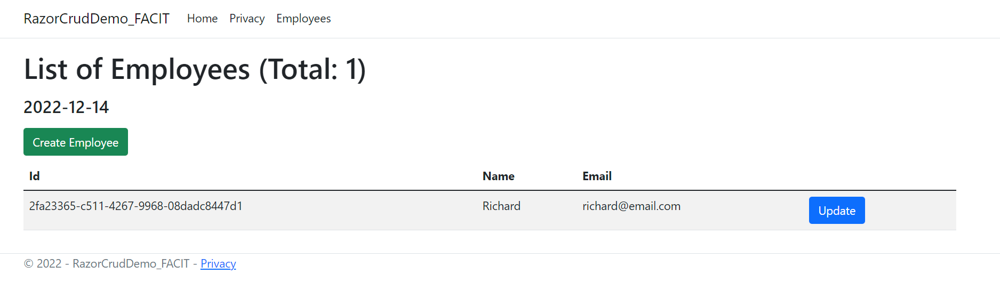 RazorCrudDemo_FACIT Home Privacy Employees
List of Employees (Total: 1)
2022-12-14
Create Employee
Id Name Email
2fa23365-c511-4267-9968-08dadc8447d1 Richard richard@email.com Update
© 2022 - RazorCrudDemo_FACIT - Privacy